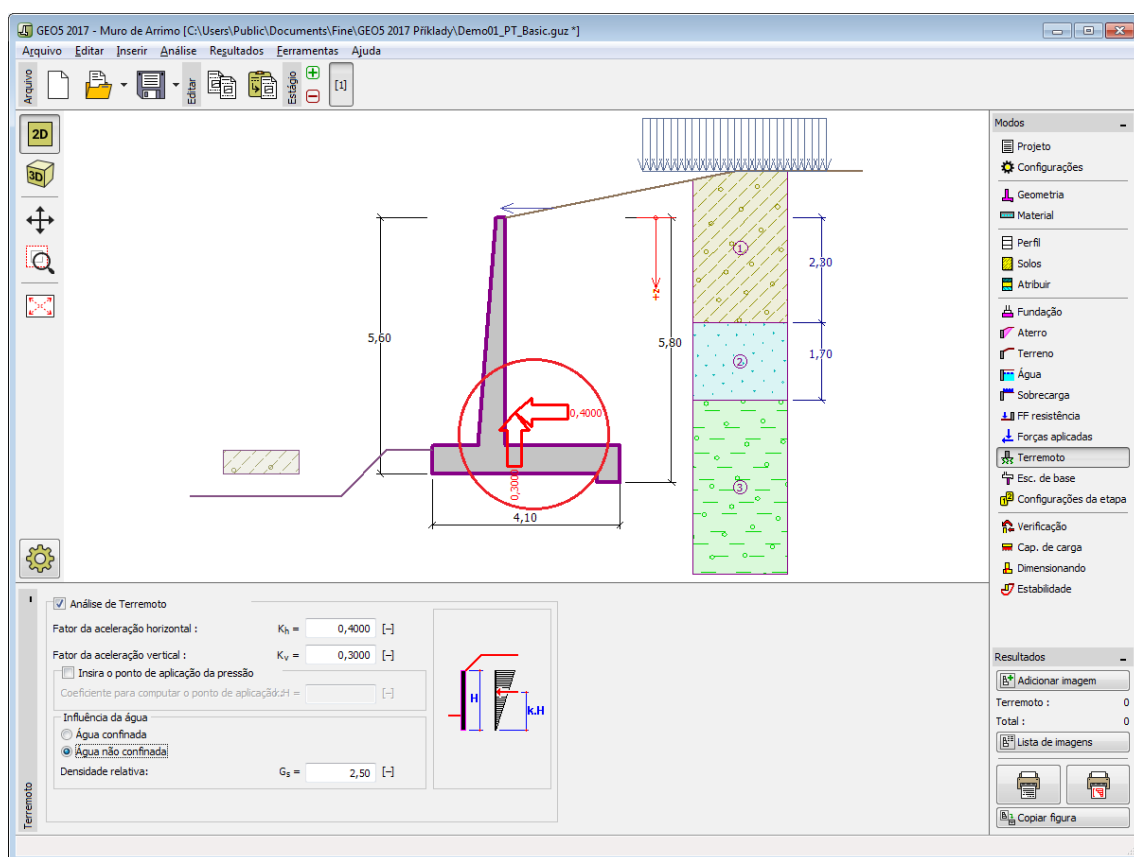 GEO5 2017 - Muro de Arrimo [C:\Users\Public\Documents\Fine\GEO5 2017 Příklady\Demo01_PT_Basic.guz *]
Arquivo Editar Inserir Análise Resultados Ferramentas Ajuda
Arquivo
Editar
Estágio
[1]
2D
3D
5,60
+z
5,80
2,30
1,70
1
2
3
0,4000
0,3000
4,10
Modos
Projeto
Configurações
Geometria
Material
Perfil
Solos
Atribuir
Fundação
Aterro
Terreno
Água
Sobrecarga
FF resistência
Forças aplicadas
Terremoto
Esc. de base
Configurações da etapa
Verificação
Cap. de carga
Dimensionando
Estabilidade
Resultados
Adicionar imagem
Terremoto : 0
Total : 0
Lista de imagens
Copiar figura
Terremoto
Análise de Terremoto
Fator da aceleração horizontal : Kh = 0,4000 [–]
Fator da aceleração vertical : Kv = 0,3000 [–]
Insira o ponto de aplicação da pressão
Coeficiente para computar o ponto de aplicação: k.H = [–]
Influência da água
Água confinada
Água não confinada
Densidade relativa: Gs = 2,50 [–]
H
k.H